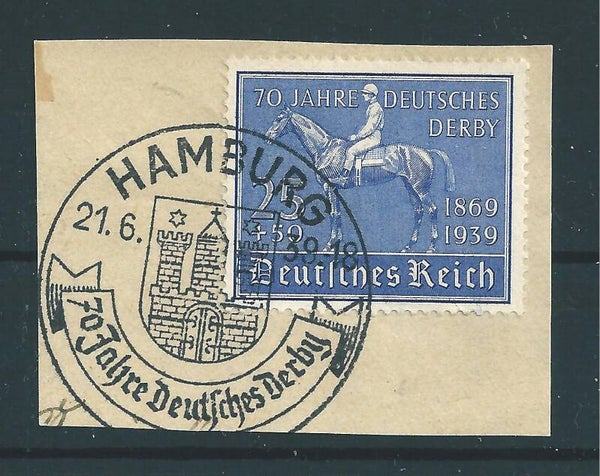 70 JAHRE DEUTSCHES
DERBY
25
+50
1869
1939
Deutsches Reich
HAMBURG
21.6. 39.18
70 Jahre Deutsches Derby